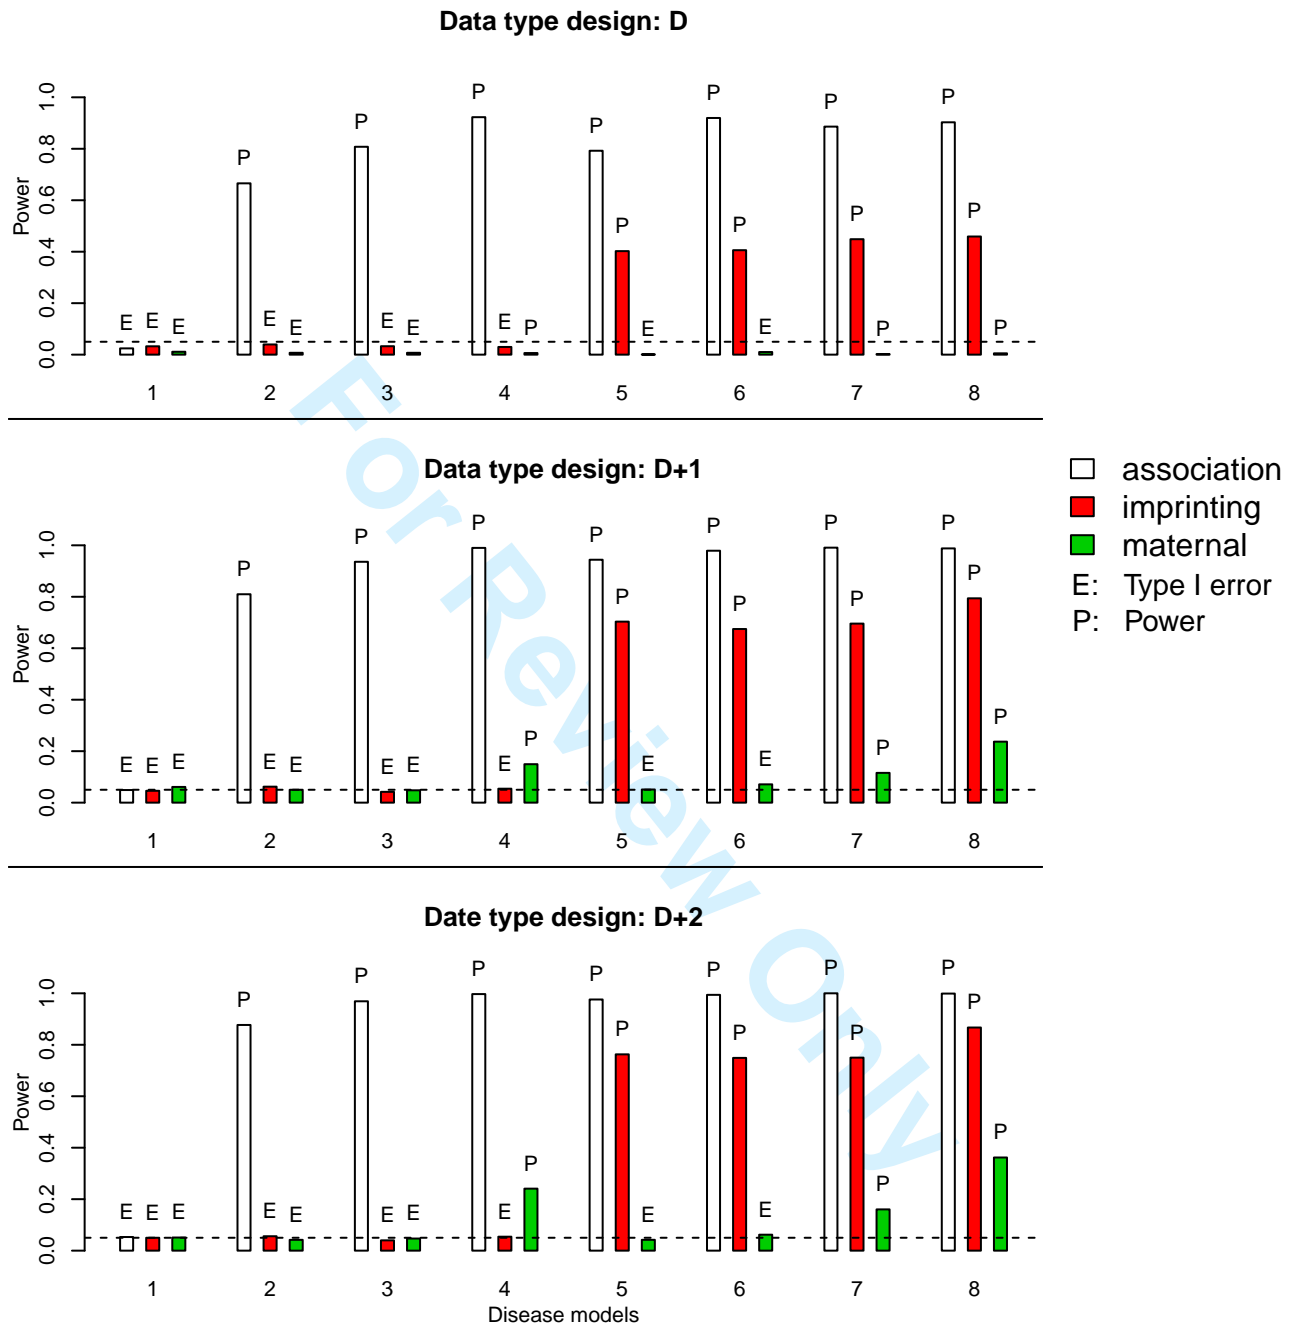 Data type design: D
Power
1.0
0.8
0.6
0.4
0.2
0.0
P P P P P P P
P P P P
E E E E E E E E P E E P P
1 2 3 4 5 6 7 8
Data type design: D+1
Power
1.0
0.8
0.6
0.4
0.2
0.0
P P P P P P P
P P P P
E E E E E E E E P E E P P
1 2 3 4 5 6 7 8
association
imprinting
maternal
E: Type I error
P: Power
Date type design: D+2
Power
1.0
0.8
0.6
0.4
0.2
0.0
P P P P P P P
P P P P
E E E E E E E E P E E P P
1 2 3 4 5 6 7 8
Disease models
For Review Only